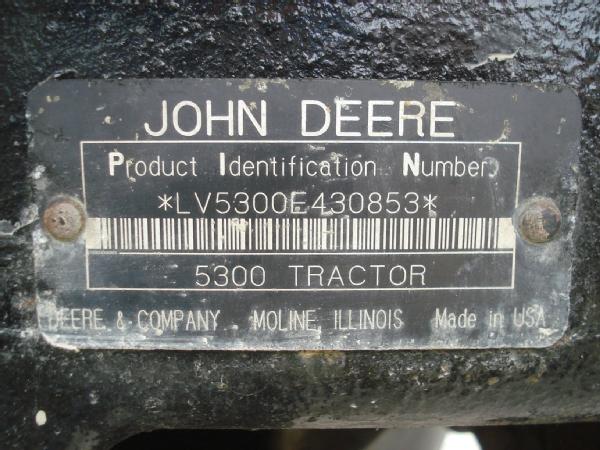 JOHN DEERE
Product Identification Number
*LV5300E430853*
5300 TRACTOR
DEERE & COMPANY MOLINE, ILLINOIS Made in USA